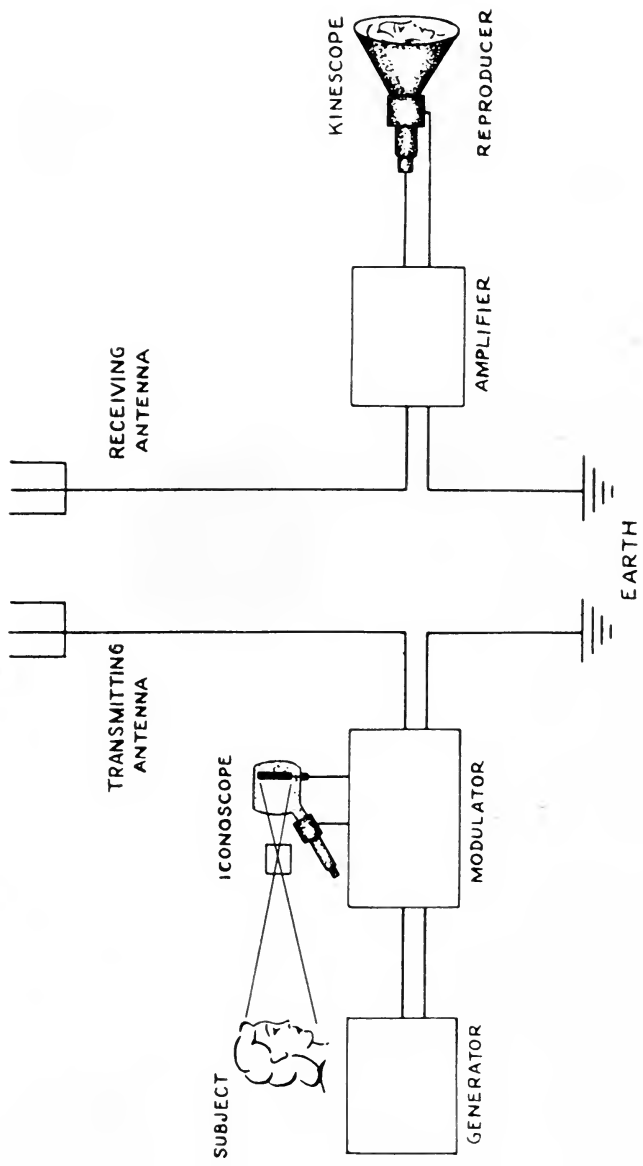 SUBJECT
ICONOSCOPE
TRANSMITTING
ANTENNA
RECEIVING
ANTENNA
KINESCOPE
REPRODUCER
GENERATOR
MODULATOR
AMPLIFIER
EARTH